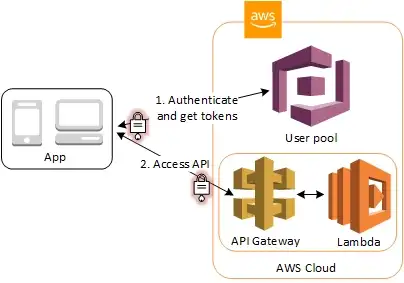 aws
1. Authenticate
and get tokens
User pool
App
2. Access API
API Gateway
Lambda
AWS Cloud